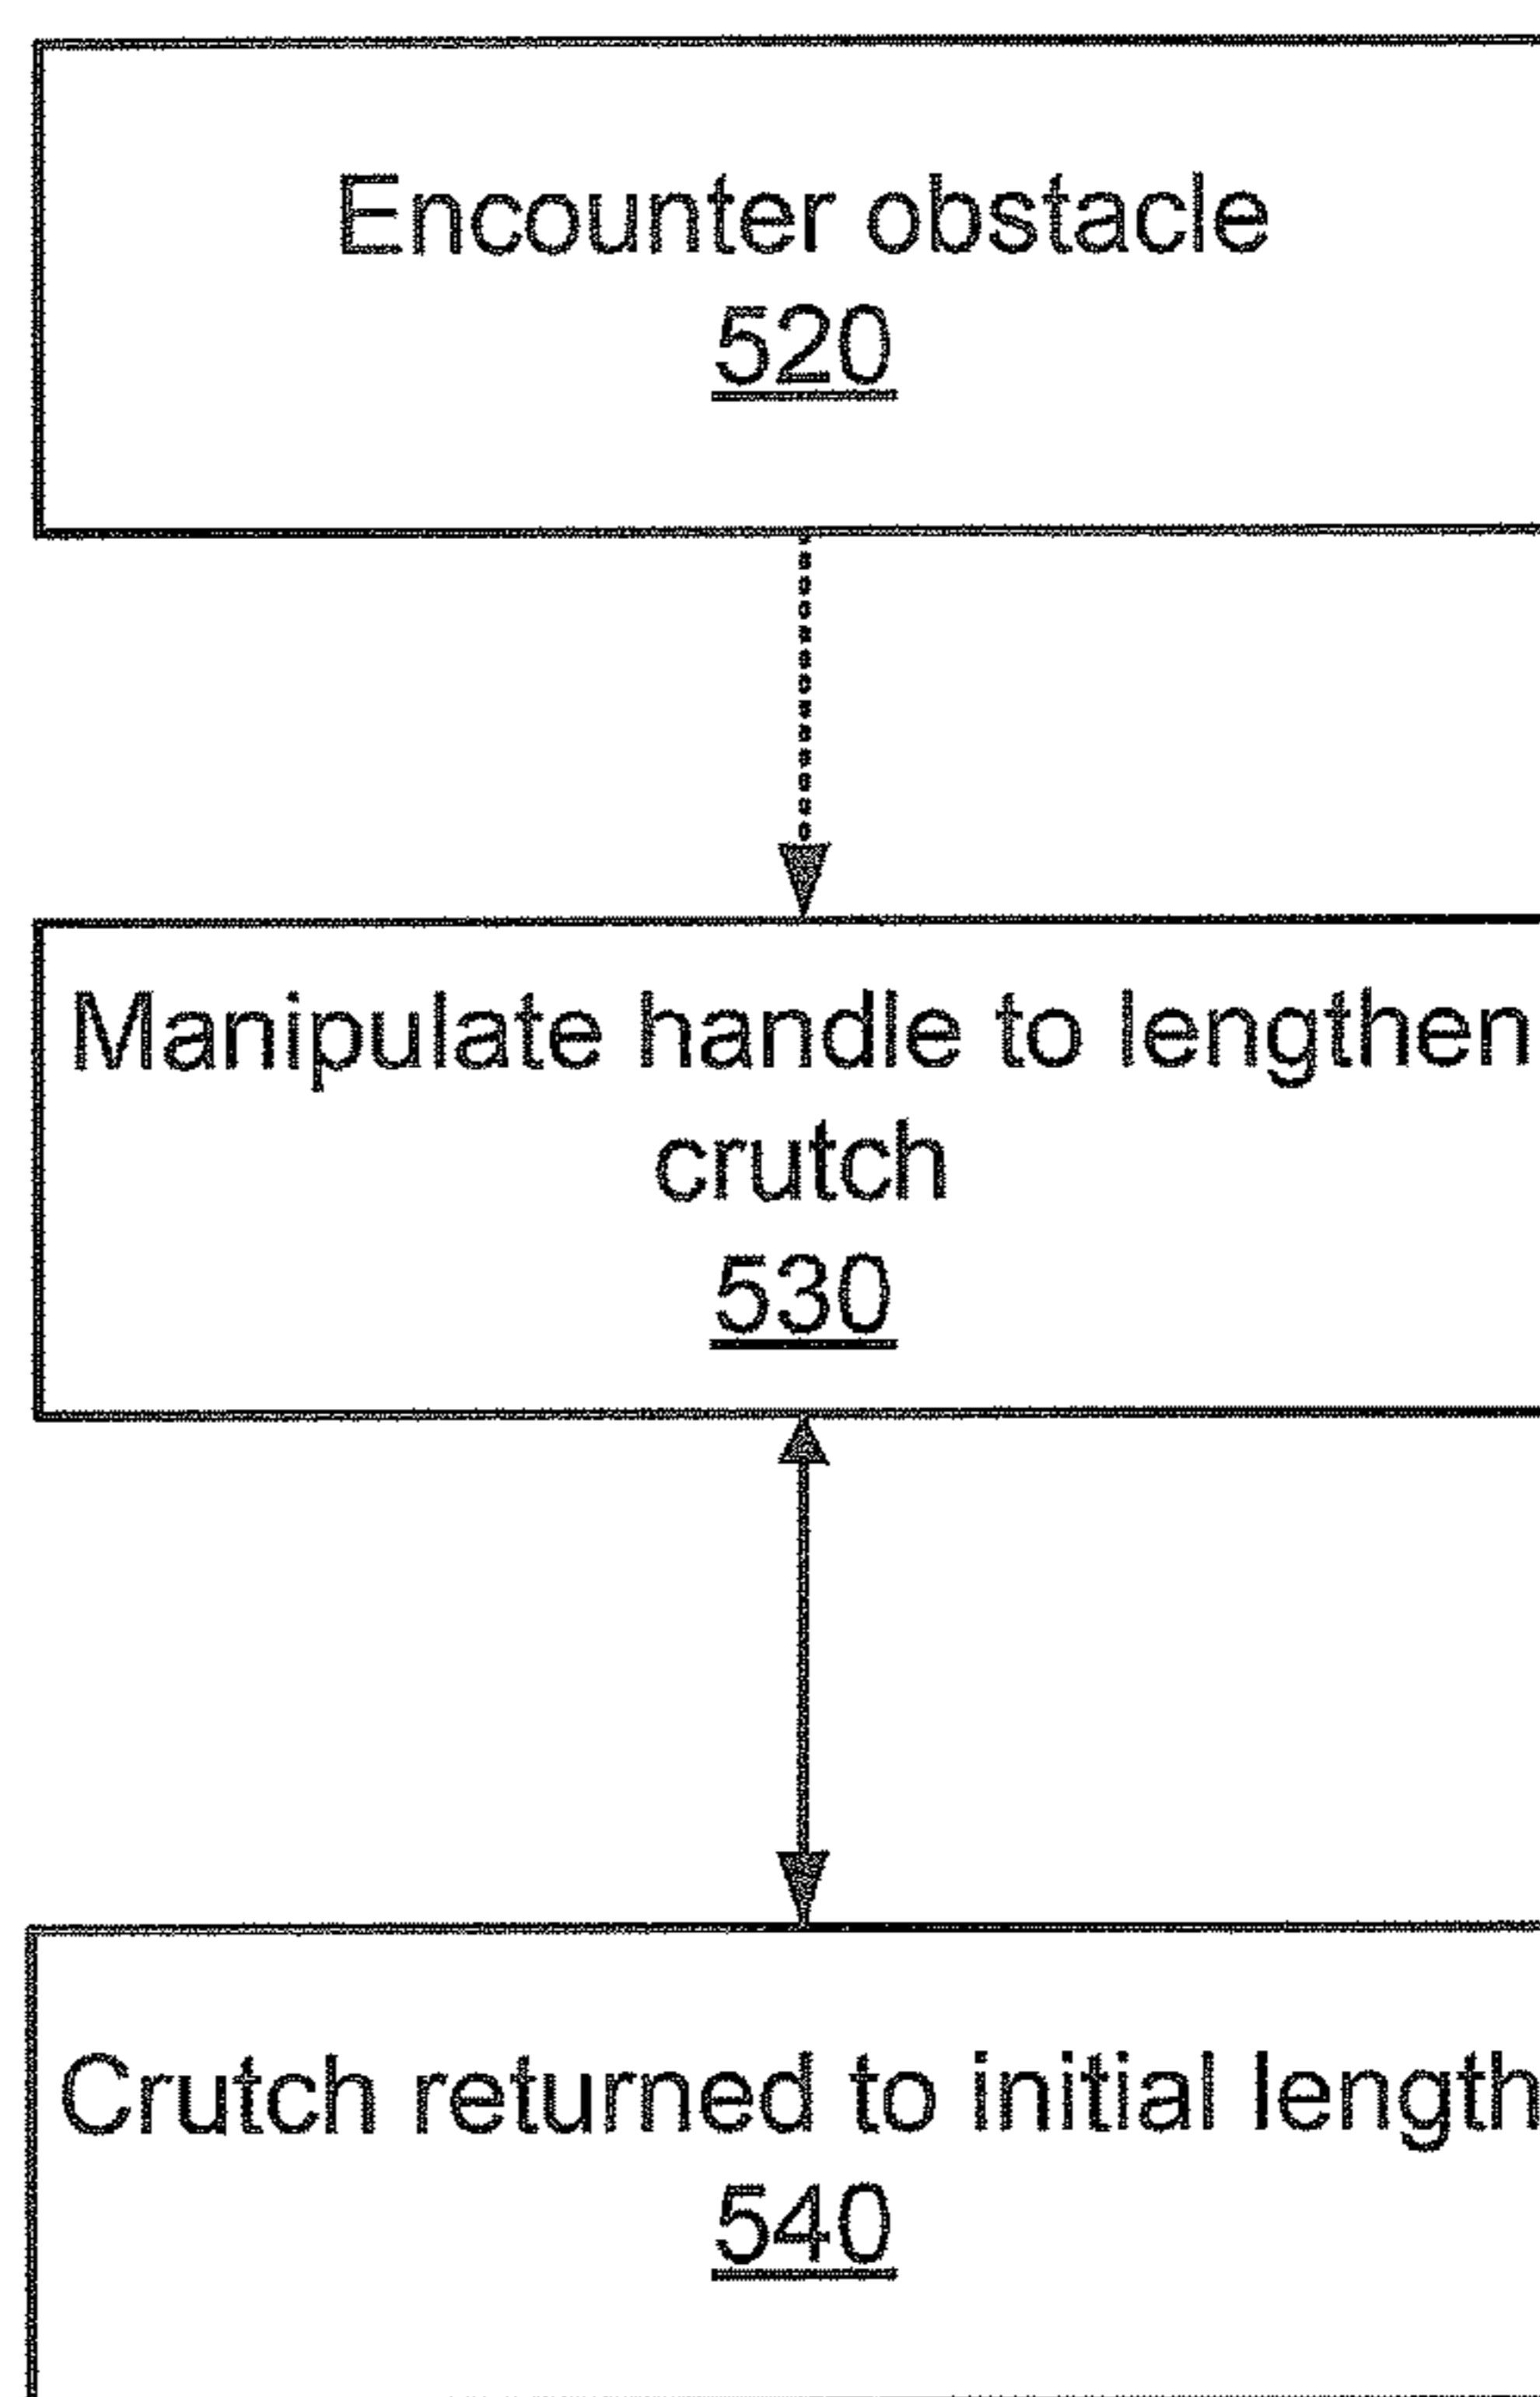 Encounter obstacle
520
Manipulate handle to lengthen
crutch
530
Crutch returned to initial length
540